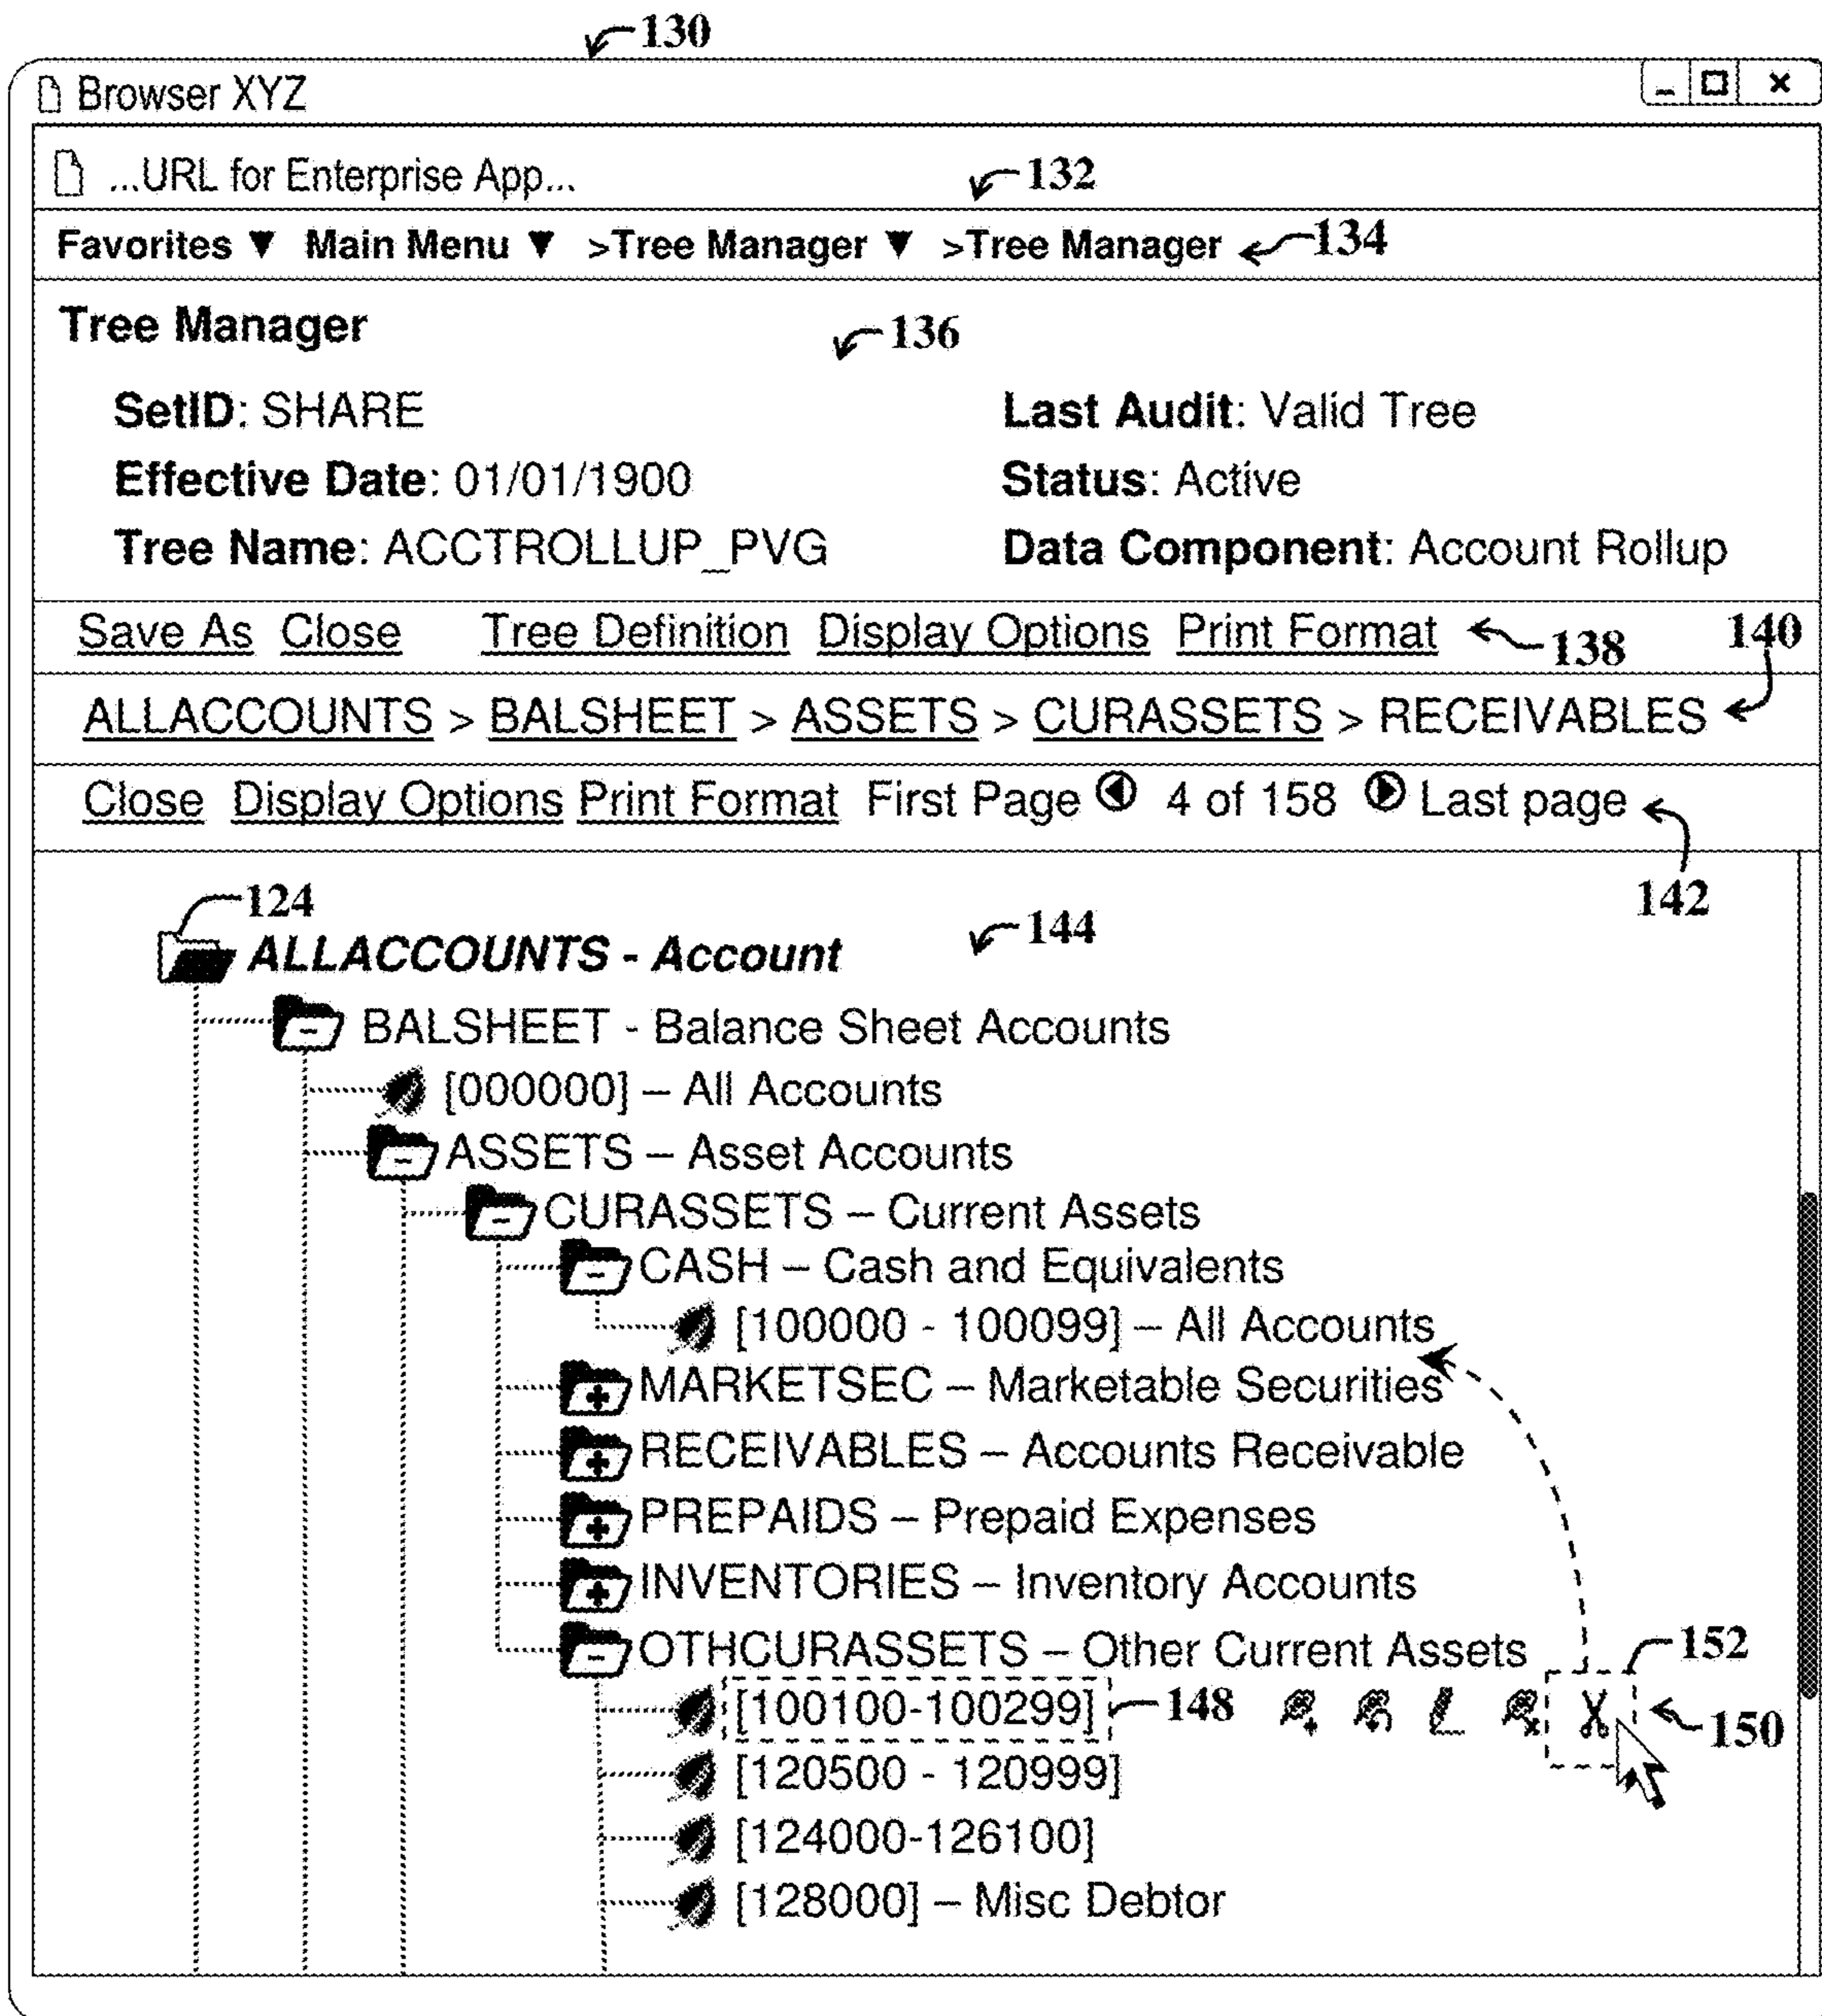 130
Browser XYZ
...URL for Enterprise App...
132
Favorites ▼ Main Menu ▼ >Tree Manager ▼ >Tree Manager 134
Tree Manager
136
SetID: SHARE Last Audit: Valid Tree
Effective Date: 01/01/1900 Status: Active
Tree Name: ACCTROLLUP_PVG Data Component: Account Rollup
Save As Close Tree Definition Display Options Print Format 138 140
ALLACCOUNTS > BALSHEET > ASSETS > CURASSETS > RECEIVABLES
Close Display Options Print Format First Page 4 of 158 Last page
142
124
144
ALLACCOUNTS - Account
BALSHEET - Balance Sheet Accounts
[000000] – All Accounts
ASSETS – Asset Accounts
CURASSETS – Current Assets
CASH – Cash and Equivalents
[100000 - 100099] – All Accounts
MARKETSEC – Marketable Securities
RECEIVABLES – Accounts Receivable
PREPAIDS – Prepaid Expenses
INVENTORIES – Inventory Accounts
OTHCURASSETS – Other Current Assets 152
[100100-100299] 148 150
[120500 - 120999]
[124000-126100]
[128000] – Misc Debtor